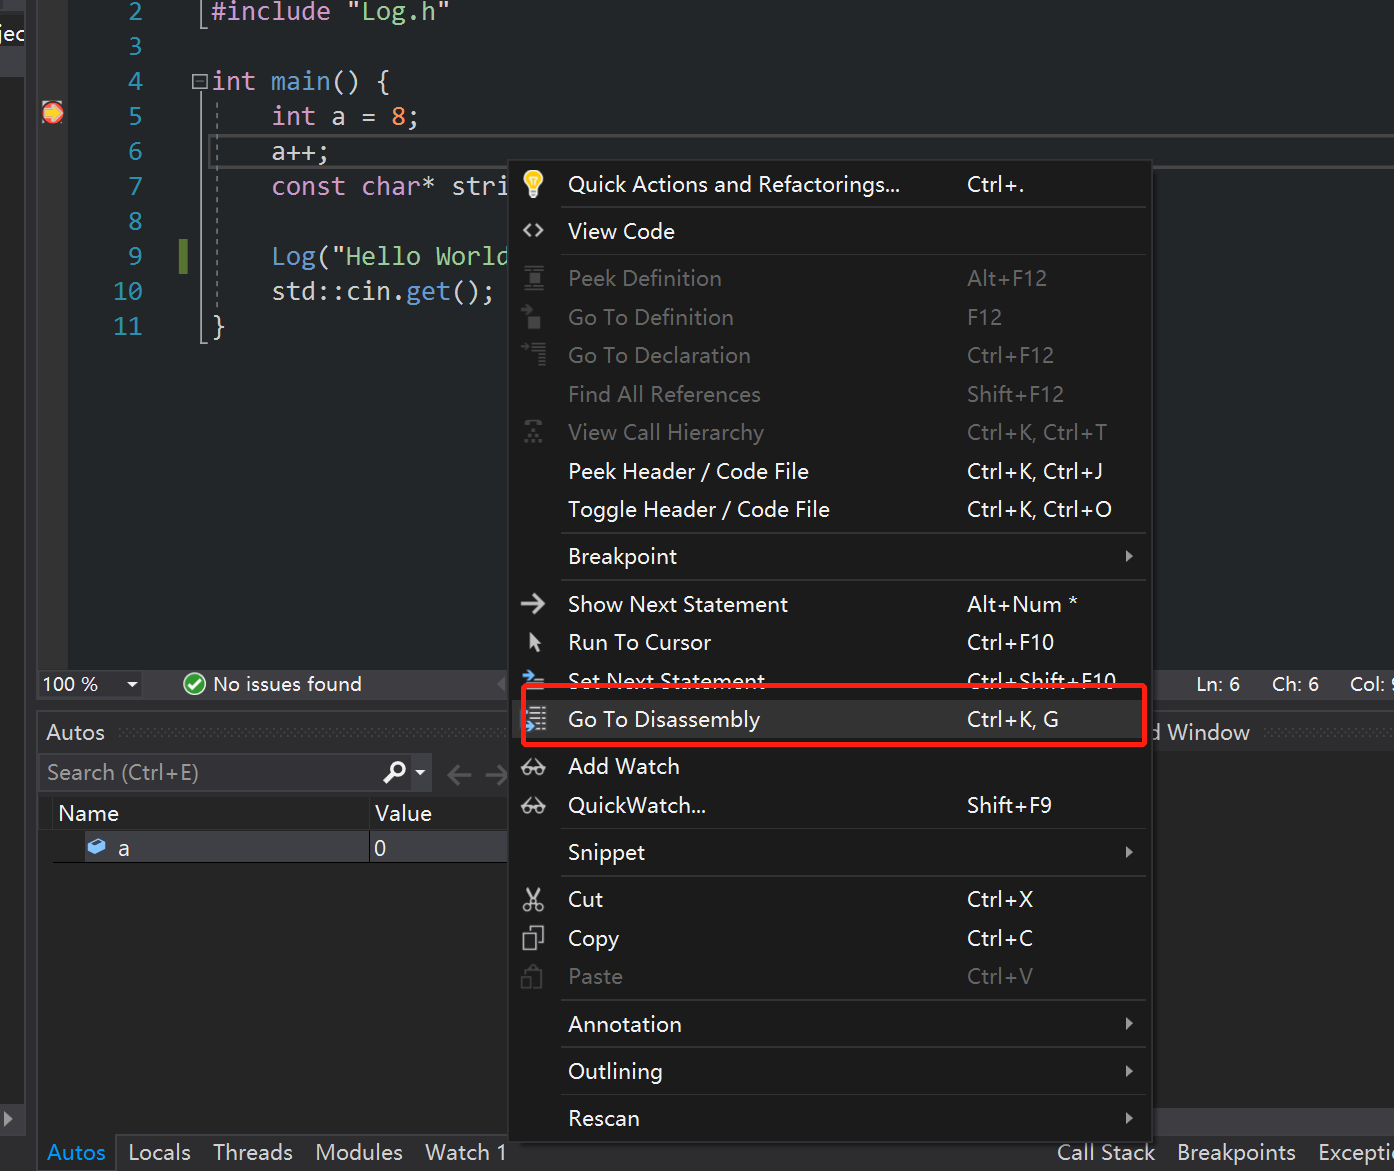 2 #include "Log.h"
jec
3
4 int main() {
5 int a = 8;
6 a++;
7 const char* stri
8
9 Log("Hello World
10 std::cin.get();
11 }
Quick Actions and Refactorings... Ctrl+.
View Code
Peek Definition Alt+F12
Go To Definition F12
Go To Declaration Ctrl+F12
Find All References Shift+F12
View Call Hierarchy Ctrl+K, Ctrl+T
Peek Header / Code File Ctrl+K, Ctrl+J
Toggle Header / Code File Ctrl+K, Ctrl+O
Breakpoint
Show Next Statement Alt+Num *
Run To Cursor Ctrl+F10
Set Next Statement Ctrl+Shift+F10
Go To Disassembly Ctrl+K, G
Add Watch
QuickWatch... Shift+F9
Snippet
Cut Ctrl+X
Copy Ctrl+C
Paste Ctrl+V
Annotation
Outlining
Rescan
100 % No issues found Ln: 6 Ch: 6 Col: 9
Autos
d Window
Search (Ctrl+E)
Name Value
a 0
Autos Locals Threads Modules Watch 1 Call Stack Breakpoints Exceptio